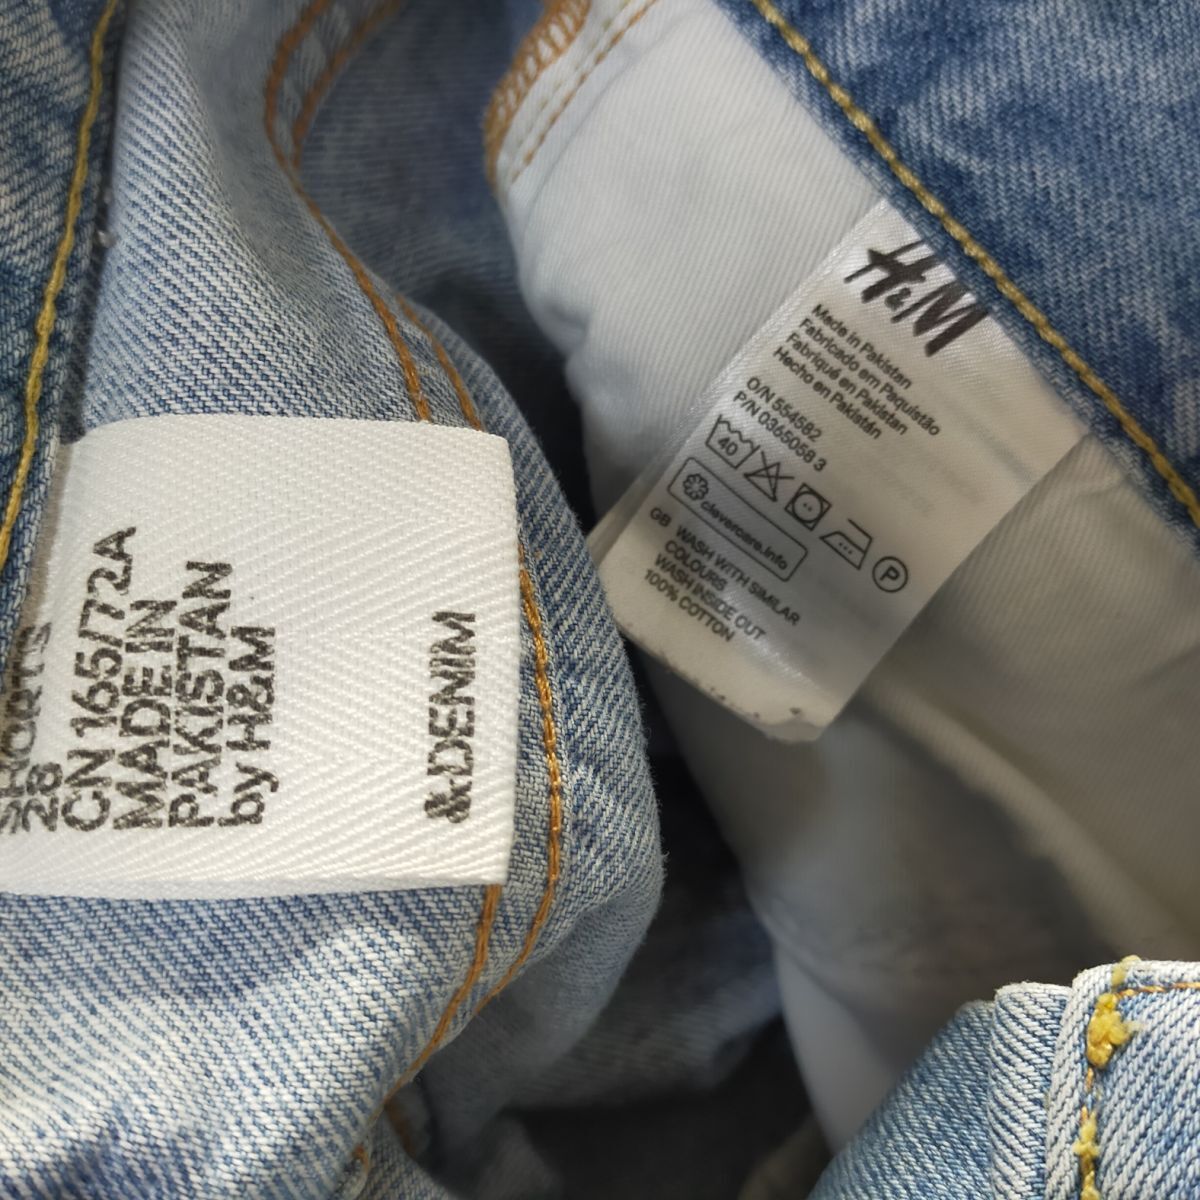 SHORTS
28
CN 165/72A
MADE IN
PAKISTAN
by H&M
&DENIM
H&M
Made in Pakistan
Fabricado em Paquistão
Fabriqué en Pakistan
Hecho en Pakistán
O/N 554582
P/N 0365058 3
40
P
clevercare.info
GB WASH WITH SIMILAR
COLOURS
WASH INSIDE OUT
100% COTTON